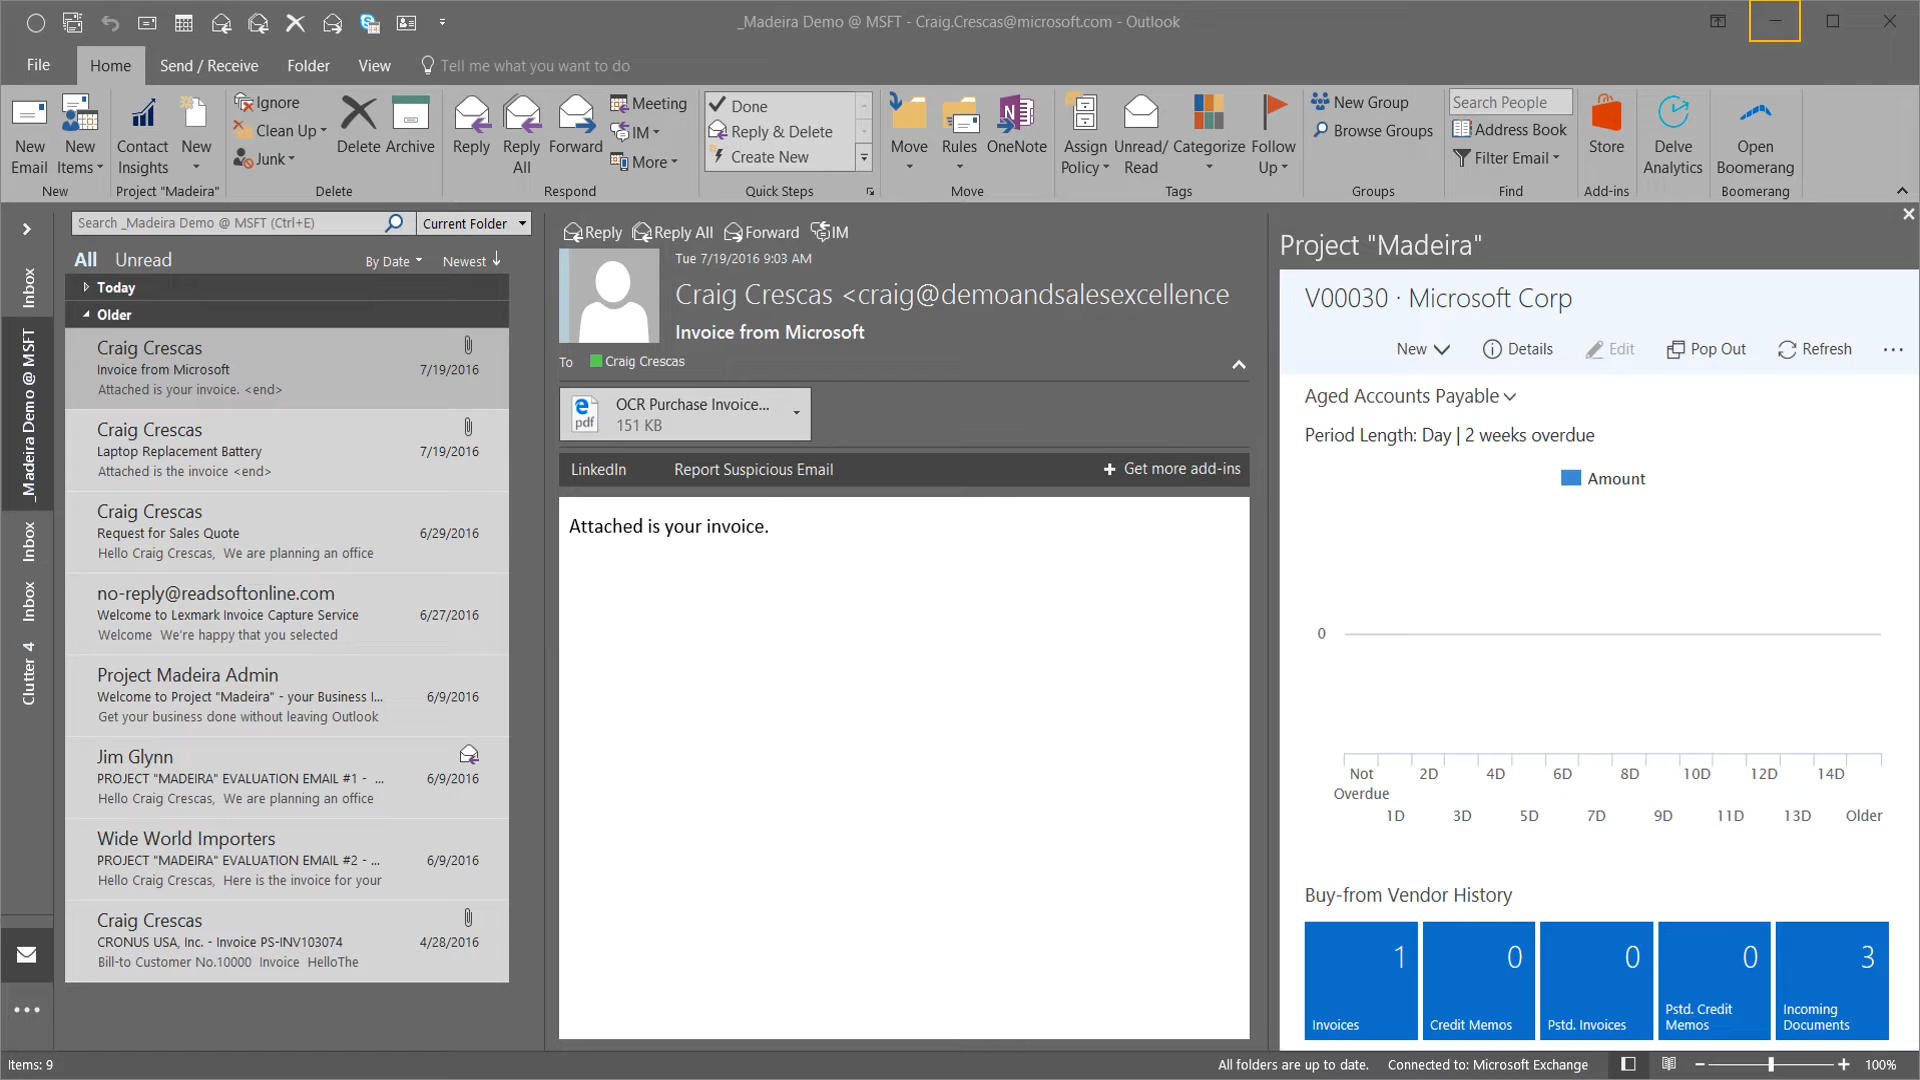 _Madeira Demo @ MSFT - Craig.Crescas@microsoft.com - Outlook
File Home Send / Receive Folder View Tell me what you want to do
New Email
New Items
New
Contact Insights
New
Project "Madeira"
Ignore
Clean Up
Junk
Delete
Archive
Delete
Reply
Reply All
Forward
Meeting
IM
More
Respond
Done
Reply & Delete
Create New
Quick Steps
Move
Rules
OneNote
Move
Assign Policy
Unread/ Read
Categorize
Follow Up
Tags
New Group
Browse Groups
Groups
Search People
Address Book
Filter Email
Find
Store
Add-ins
Delve Analytics
Open Boomerang
Boomerang
Inbox
_Madeira Demo @ MSFT
Inbox
Inbox
Clutter 4
Search _Madeira Demo @ MSFT (Ctrl+E)
Current Folder
All Unread By Date Newest
Today
Older
Craig Crescas
Invoice from Microsoft 7/19/2016
Attached is your invoice. <end>
Craig Crescas
Laptop Replacement Battery 7/19/2016
Attached is the invoice <end>
Craig Crescas
Request for Sales Quote 6/29/2016
Hello Craig Crescas, We are planning an office
no-reply@readsoftonline.com
Welcome to Lexmark Invoice Capture Service 6/27/2016
Welcome We're happy that you selected
Project Madeira Admin
Welcome to Project "Madeira" - your Business I... 6/9/2016
Get your business done without leaving Outlook
Jim Glynn
PROJECT "MADEIRA" EVALUATION EMAIL #1 - ... 6/9/2016
Hello Craig Crescas, We are planning an office
Wide World Importers
PROJECT "MADEIRA" EVALUATION EMAIL #2 - ... 6/9/2016
Hello Craig Crescas, Here is the invoice for your
Craig Crescas
CRONUS USA, Inc. - Invoice PS-INV103074 4/28/2016
Bill-to Customer No.10000 Invoice HelloThe
Reply Reply All Forward IM
Tue 7/19/2016 9:03 AM
Craig Crescas <craig@demoandsalesexcellence
Invoice from Microsoft
To Craig Crescas
pdf
OCR Purchase Invoice...
151 KB
LinkedIn Report Suspicious Email + Get more add-ins
Attached is your invoice.
Project "Madeira"
V00030 · Microsoft Corp
New Details Edit Pop Out Refresh ...
Aged Accounts Payable
Period Length: Day | 2 weeks overdue
Amount
0
Not Overdue 2D 4D 6D 8D 10D 12D 14D
1D 3D 5D 7D 9D 11D 13D Older
Buy-from Vendor History
1 Invoices
0 Credit Memos
0 Pstd. Invoices
0 Pstd. Credit Memos
3 Incoming Documents
Items: 9 All folders are up to date. Connected to: Microsoft Exchange 100%